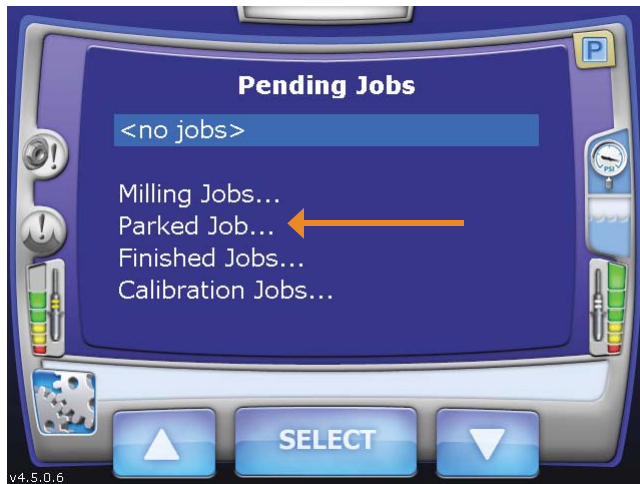 P
Pending Jobs
<no jobs>
Milling Jobs...
Parked Job...
Finished Jobs...
Calibration Jobs...
PSI
SELECT
v4.5.0.6